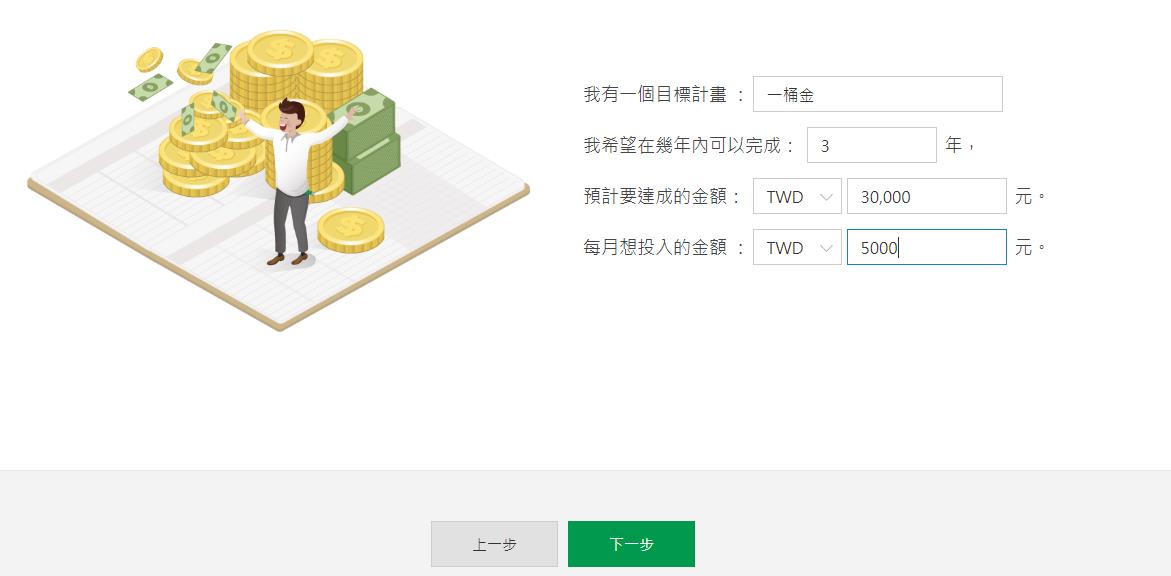 我有一個目標計畫 ： 一桶金
我希望在幾年內可以完成： 3 年，
預計要達成的金額： TWD 30,000 元。
每月想投入的金額 ： TWD 5000 元。
上一步 下一步